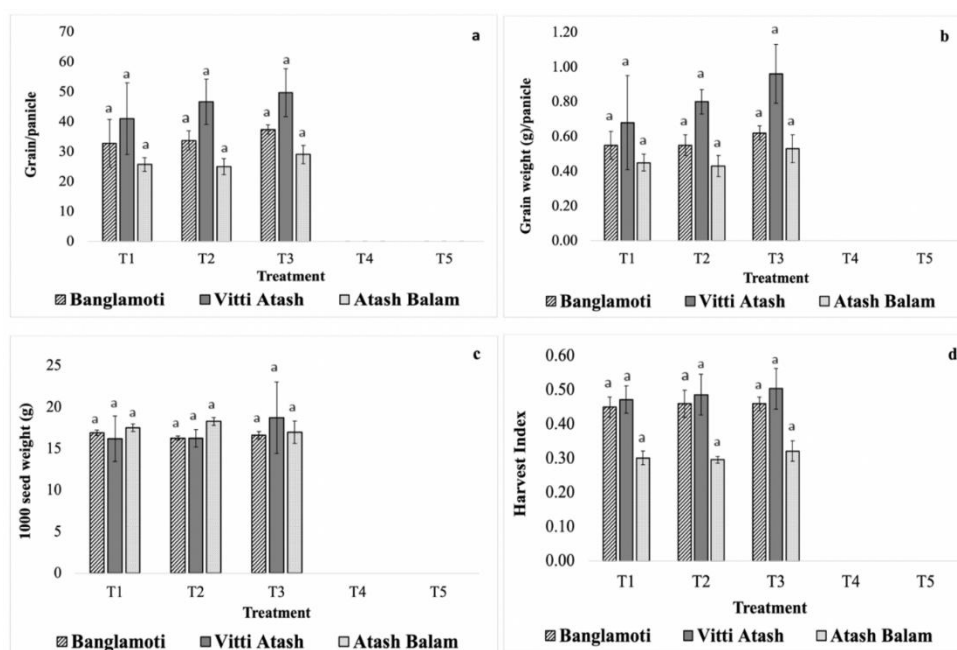 a
70
60
50
40
30
20
10
0
Grain/panicle
a a a
a a a
a a a
T1 T2 T3 T4 T5
Treatment
Banglamoti Vitti Atash Atash Balam
b
1.20
1.00
0.80
0.60
0.40
0.20
0.00
Grain weight (g)/panicle
a a a
a a a
a a a
T1 T2 T3 T4 T5
Treatment
Banglamoti Vitti Atash Atash Balam
c
25
20
15
10
5
0
1000 seed weight (g)
a a a
a a a
a a a
T1 T2 T3 T4 T5
Treatment
Banglamoti Vitti Atash Atash Balam
d
0.60
0.50
0.40
0.30
0.20
0.10
0.00
Harvest Index
a a a
a a a
a a a
T1 T2 T3 T4 T5
Treatment
Banglamoti Vitti Atash Atash Balam